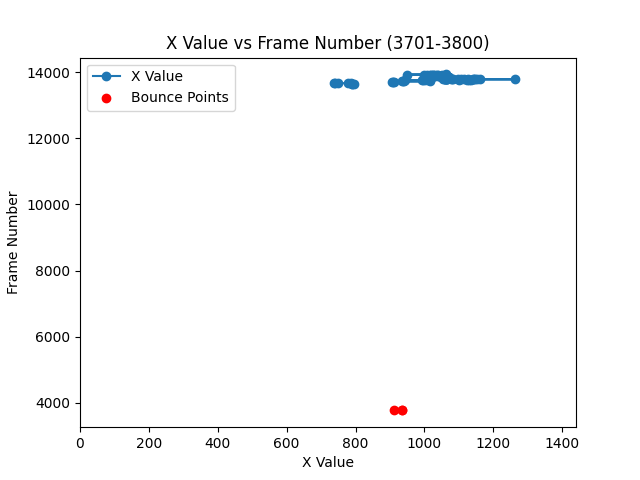 X Value vs Frame Number (3701-3800)
X Value
Bounce Points
14000
12000
10000
8000
6000
4000
Frame Number
0 200 400 600 800 1000 1200 1400
X Value